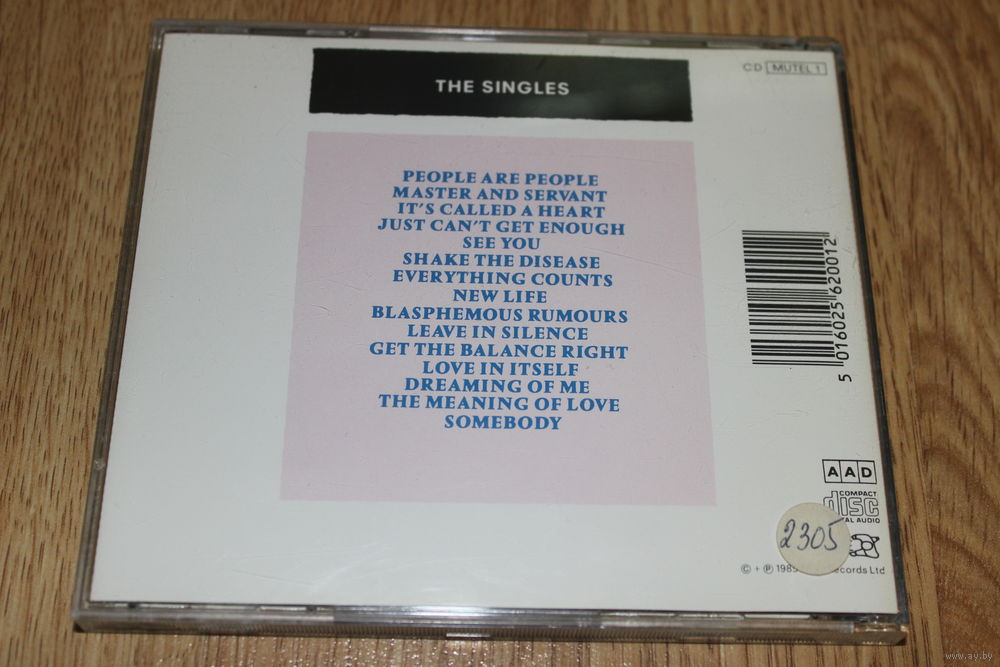 THE SINGLES
CD MUTEL 1
PEOPLE ARE PEOPLE
MASTER AND SERVANT
IT'S CALLED A HEART
JUST CAN'T GET ENOUGH
SEE YOU
SHAKE THE DISEASE
EVERYTHING COUNTS
NEW LIFE
BLASPHEMOUS RUMOURS
LEAVE IN SILENCE
GET THE BALANCE RIGHT
LOVE IN ITSELF
DREAMING OF ME
THE MEANING OF LOVE
SOMEBODY
5 016025 620012
AAD
COMPACT
disc
AUDIO
2305
© + ℗ Ltd
www.ay.by